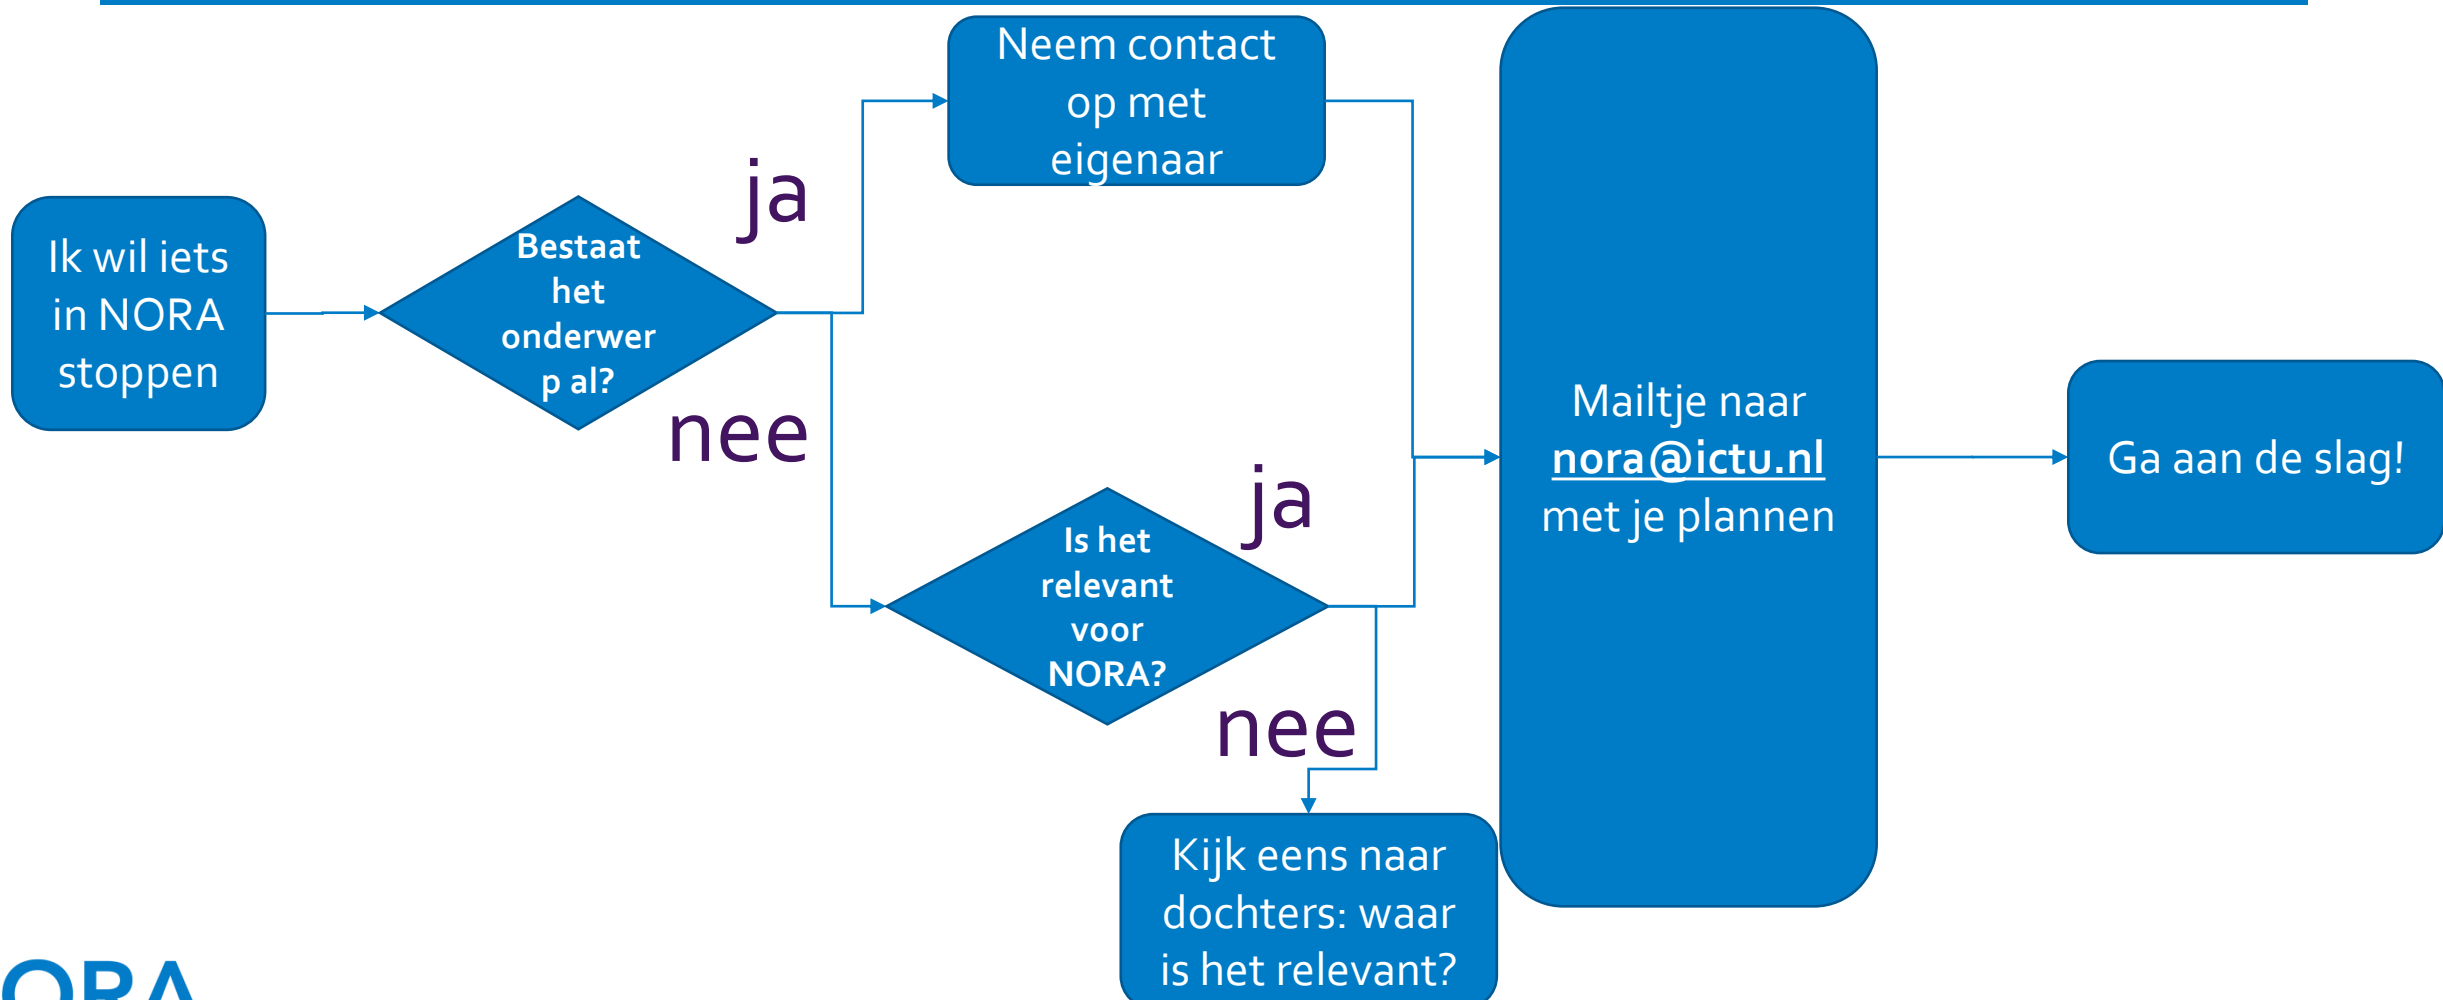 Neem contact
op met
eigenaar
ja
Ik wil iets
in NORA
stoppen
Bestaat
het
onderwer
p al?
nee
Mailtje naar
nora@ictu.nl
met je plannen
Ga aan de slag!
ja
Is het
relevant
voor
NORA?
nee
Kijk eens naar
dochters: waar
is het relevant?
ORA